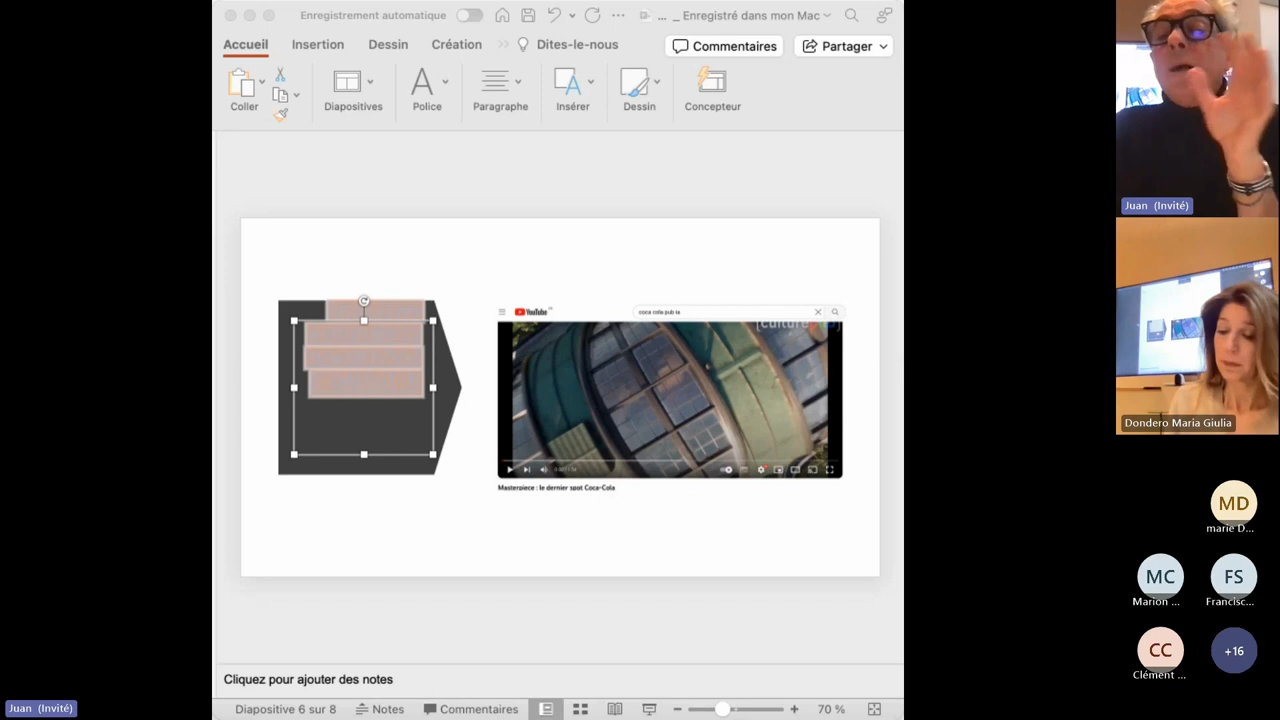 Enregistrement automatique
... _ Enregistré dans mon Mac
Accueil
Insertion
Dessin
Création
Dites-le-nous
Commentaires
Partager
Coller
Diapositives
Police
Paragraphe
Insérer
Dessin
Concepteur
YouTube
coca cola pub ia
Masterpiece : le dernier spot Coca-Cola
Cliquez pour ajouter des notes
Diapositive 6 sur 8
Notes
Commentaires
70 %
Juan (Invité)
Juan (Invité)
Dondero Maria Giulia
MD
marie D...
MC
Marion ...
FS
Francisc...
CC
Clément ...
+16